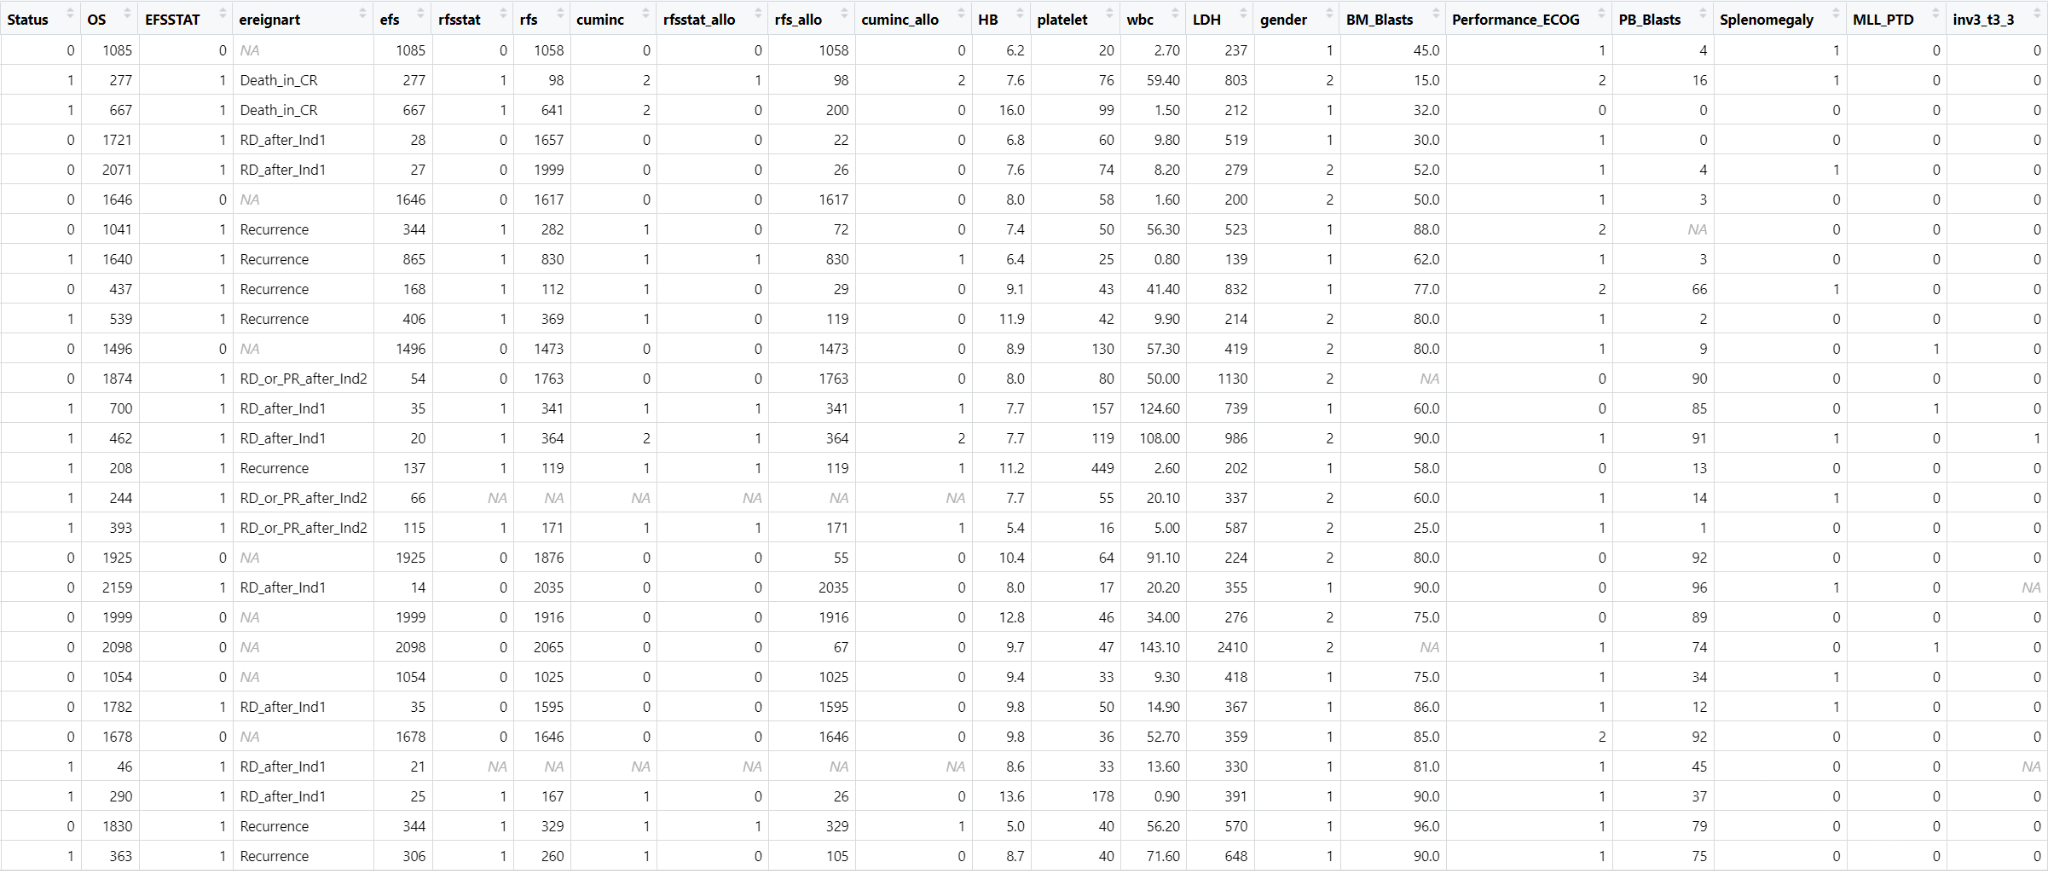 Status OS EFSSTAT ereignart efs rfsstat rfs cuminc rfsstat_allo rfs_allo cuminc_allo HB platelet wbc LDH gender BM_Blasts Performance_ECOG PB_Blasts Splenomegaly MLL_PTD inv3_t3_3
0 1085 0 NA 1085 0 1058 0 0 1058 0 6.2 20 2.70 237 1 45.0 1 4 1 0 0
1 277 1 Death_in_CR 277 1 98 2 1 98 2 7.6 76 59.40 803 2 15.0 2 16 1 0 0
1 667 1 Death_in_CR 667 1 641 2 0 200 0 16.0 99 1.50 212 1 32.0 0 0 0 0 0
0 1721 1 RD_after_Ind1 28 0 1657 0 0 22 0 6.8 60 9.80 519 1 30.0 1 0 0 0 0
0 2071 1 RD_after_Ind1 27 0 1999 0 0 26 0 7.6 74 8.20 279 2 52.0 1 4 1 0 0
0 1646 0 NA 1646 0 1617 0 0 1617 0 8.0 58 1.60 200 2 50.0 1 3 0 0 0
0 1041 1 Recurrence 344 1 282 1 0 72 0 7.4 50 56.30 523 1 88.0 2 NA 0 0 0
1 1640 1 Recurrence 865 1 830 1 1 830 1 6.4 25 0.80 139 1 62.0 1 3 0 0 0
0 437 1 Recurrence 168 1 112 1 0 29 0 9.1 43 41.40 832 1 77.0 2 66 1 0 0
1 539 1 Recurrence 406 1 369 1 0 119 0 11.9 42 9.90 214 2 80.0 1 2 0 0 0
0 1496 0 NA 1496 0 1473 0 0 1473 0 8.9 130 57.30 419 2 80.0 1 9 0 1 0
0 1874 1 RD_or_PR_after_Ind2 54 0 1763 0 0 1763 0 8.0 80 50.00 1130 2 NA 0 90 0 0 0
1 700 1 RD_after_Ind1 35 1 341 1 1 341 1 7.7 157 124.60 739 1 60.0 0 85 0 1 0
1 462 1 RD_after_Ind1 20 1 364 2 1 364 2 7.7 119 108.00 986 2 90.0 1 91 1 0 1
1 208 1 Recurrence 137 1 119 1 1 119 1 11.2 449 2.60 202 1 58.0 0 13 0 0 0
1 244 1 RD_or_PR_after_Ind2 66 NA NA NA NA NA NA 7.7 55 20.10 337 2 60.0 1 14 1 0 0
1 393 1 RD_or_PR_after_Ind2 115 1 171 1 1 171 1 5.4 16 5.00 587 2 25.0 1 1 0 0 0
0 1925 0 NA 1925 0 1876 0 0 55 0 10.4 64 91.10 224 2 80.0 0 92 0 0 0
0 2159 1 RD_after_Ind1 14 0 2035 0 0 2035 0 8.0 17 20.20 355 1 90.0 0 96 1 0 NA
0 1999 0 NA 1999 0 1916 0 0 1916 0 12.8 46 34.00 276 2 75.0 0 89 0 0 0
0 2098 0 NA 2098 0 2065 0 0 67 0 9.7 47 143.10 2410 2 NA 1 74 0 1 0
0 1054 0 NA 1054 0 1025 0 0 1025 0 9.4 33 9.30 418 1 75.0 1 34 1 0 0
0 1782 1 RD_after_Ind1 35 0 1595 0 0 1595 0 9.8 50 14.90 367 1 86.0 1 12 1 0 0
0 1678 0 NA 1678 0 1646 0 0 1646 0 9.8 36 52.70 359 1 85.0 2 92 0 0 0
1 46 1 RD_after_Ind1 21 NA NA NA NA NA NA 8.6 33 13.60 330 1 81.0 1 45 0 0 NA
1 290 1 RD_after_Ind1 25 1 167 1 0 26 0 13.6 178 0.90 391 1 90.0 1 37 0 0 0
0 1830 1 Recurrence 344 1 329 1 1 329 1 5.0 40 56.20 570 1 96.0 1 79 0 0 0
1 363 1 Recurrence 306 1 260 1 0 105 0 8.7 40 71.60 648 1 90.0 1 75 0 0 0